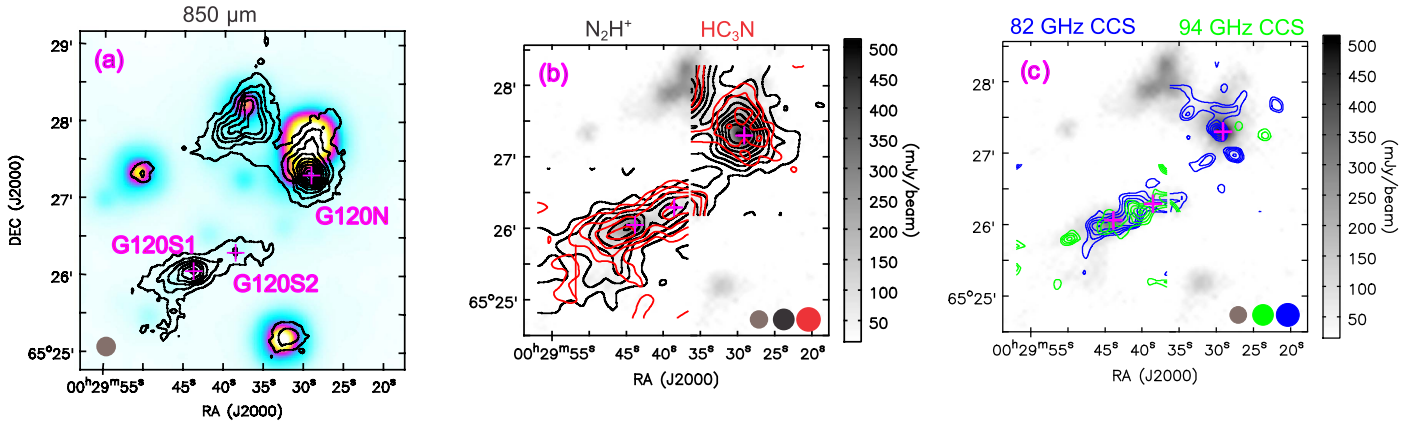 850 μm
(a)
29'
28'
27'
26'
65°25'
DEC (J2000)
G120N
G120S1
G120S2
00ʰ29ᵐ55ˢ 45ˢ 35ˢ 25ˢ 20ˢ
RA (J2000)
N₂H⁺ HC₃N
(b)
28'
27'
26'
65°25'
00ʰ29ᵐ55ˢ 45ˢ 40ˢ 35ˢ 25ˢ 20ˢ
RA (J2000)
500
450
400
350
300
250
200
150
100
50
(mJy/beam)
82 GHz CCS 94 GHz CCS
(c)
28'
27'
26'
65°25'
00ʰ29ᵐ55ˢ 45ˢ 40ˢ 35ˢ 25ˢ 20ˢ
RA (J2000)
500
450
400
350
300
250
200
150
100
50
(mJy/beam)